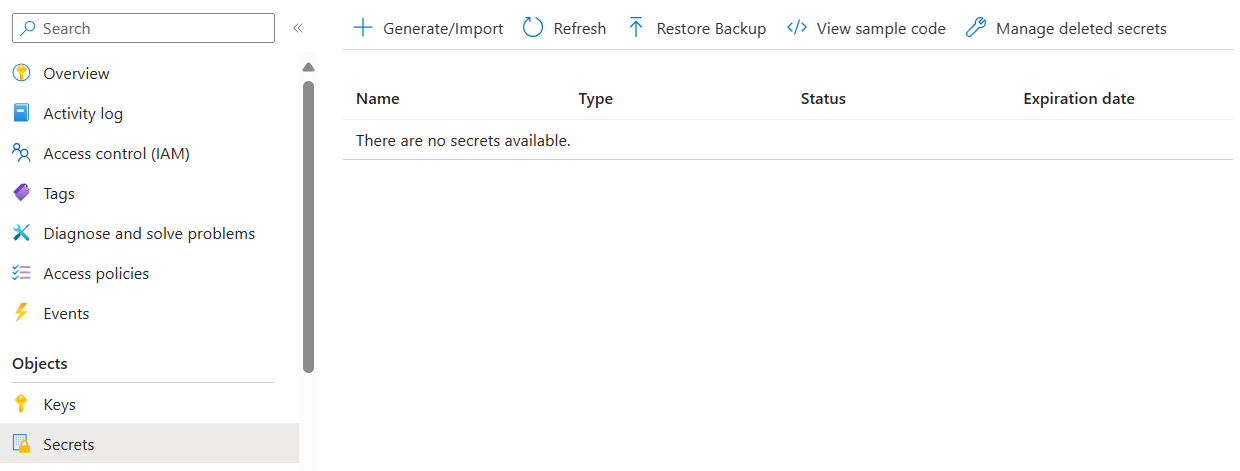 Search
Overview
Activity log
Access control (IAM)
Tags
Diagnose and solve problems
Access policies
Events
Objects
Keys
Secrets
Generate/Import Refresh Restore Backup View sample code Manage deleted secrets
Name Type Status Expiration date
There are no secrets available.